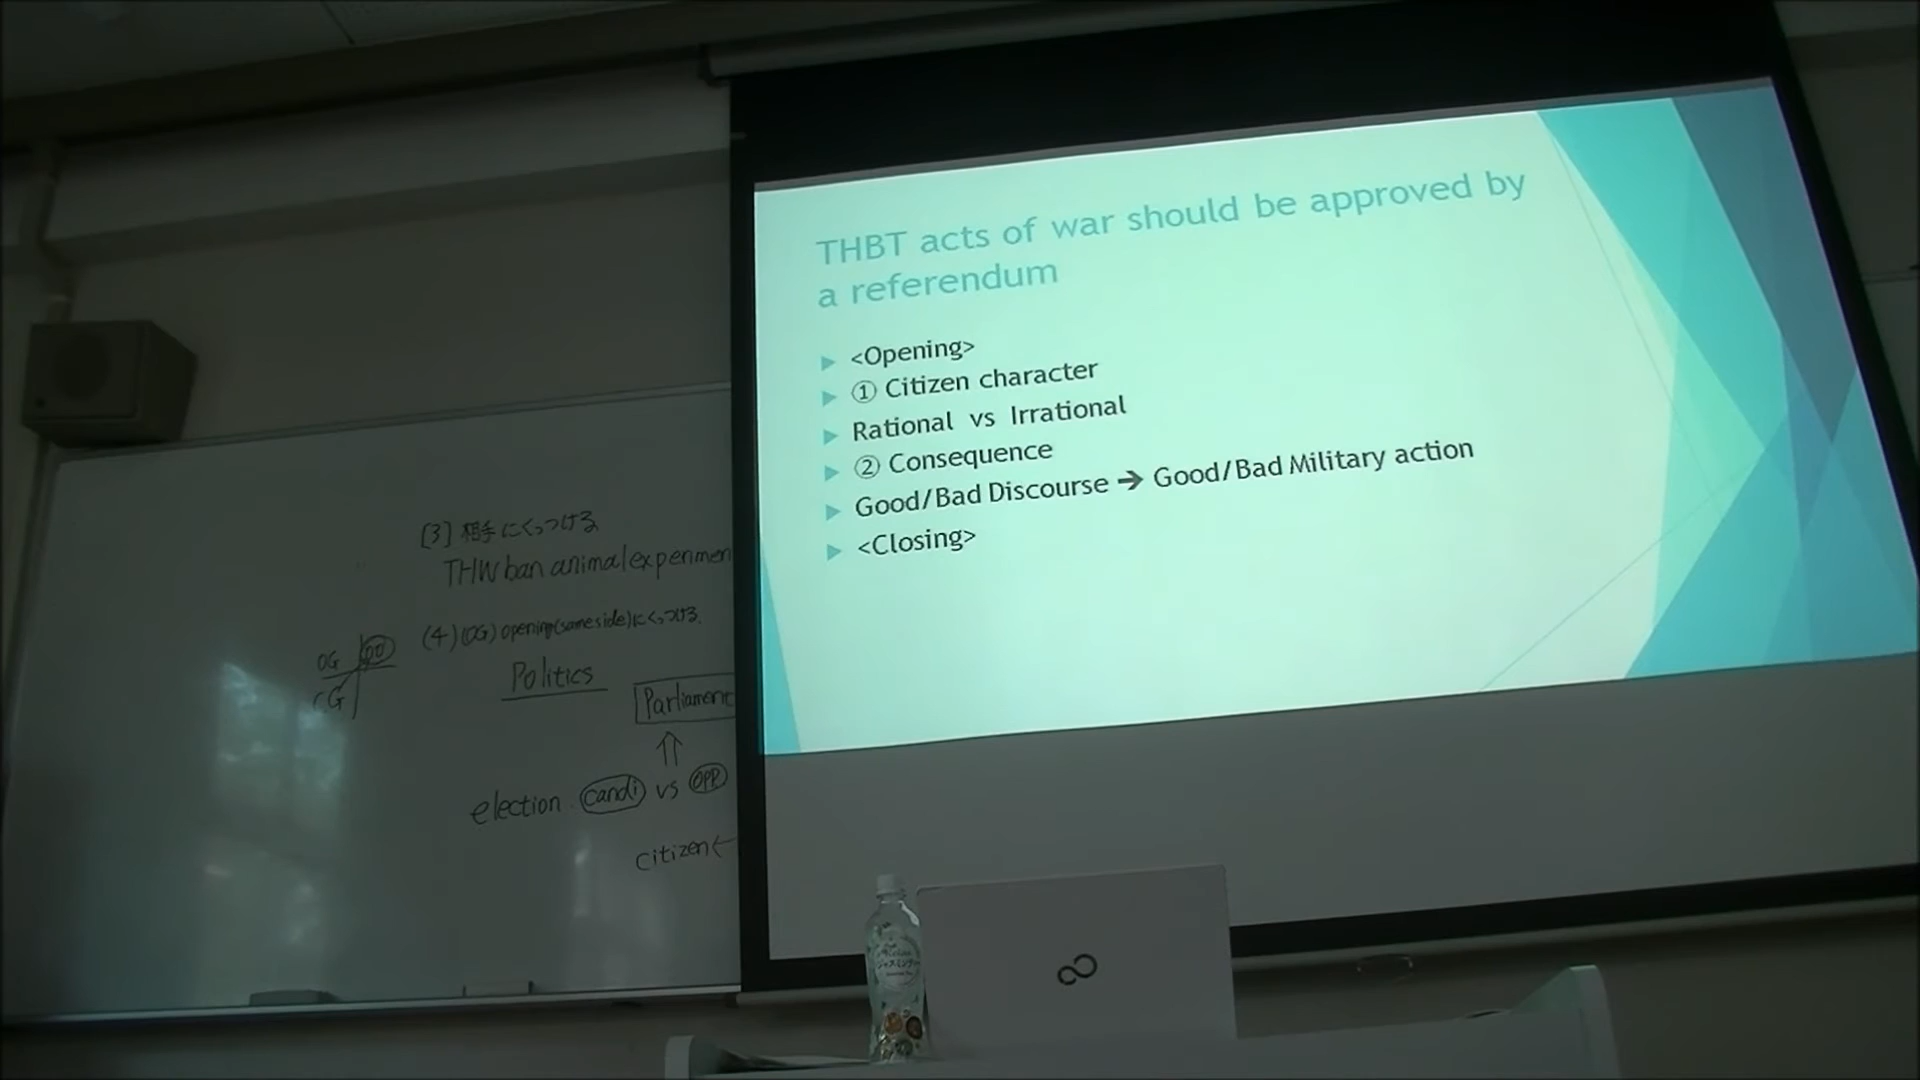 THBT acts of war should be approved by
a referendum
<Opening>
① Citizen character
Rational vs Irrational
② Consequence
Good/Bad Discourse → Good/Bad Military action
<Closing>
[3] 相手にくっつける
THW ban animal experimen
(4) (OG) opening (same side) にくっつける.
OG
CG
Politics
Parliament
election. candi vs opp
citizen ←